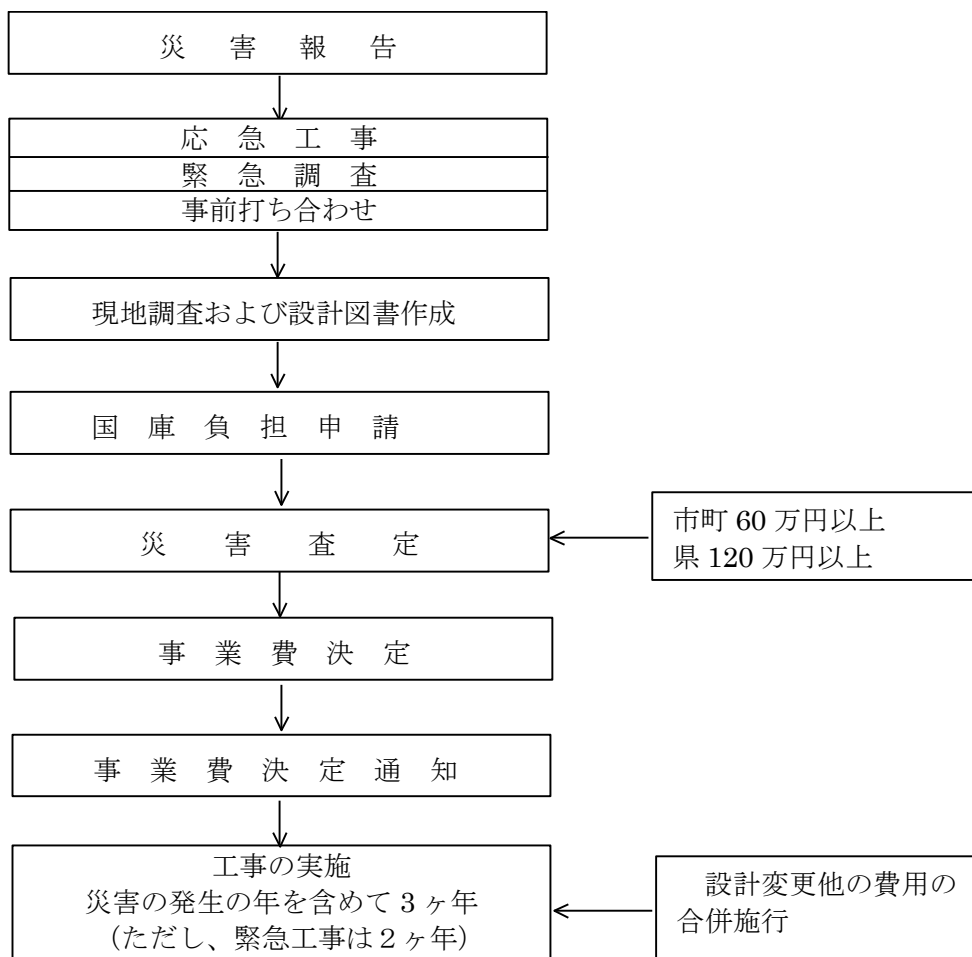 災 害 報 告
応 急 工 事
緊 急 調 査
事前打ち合わせ
現地調査および設計図書作成
国 庫 負 担 申 請
災 害 査 定
市町 60 万円以上
県 120 万円以上
事 業 費 決 定
事 業 費 決 定 通 知
工事の実施
災害の発生の年を含めて 3 ヶ年
（ただし、緊急工事は２ヶ年）
設計変更他の費用の
合併施行